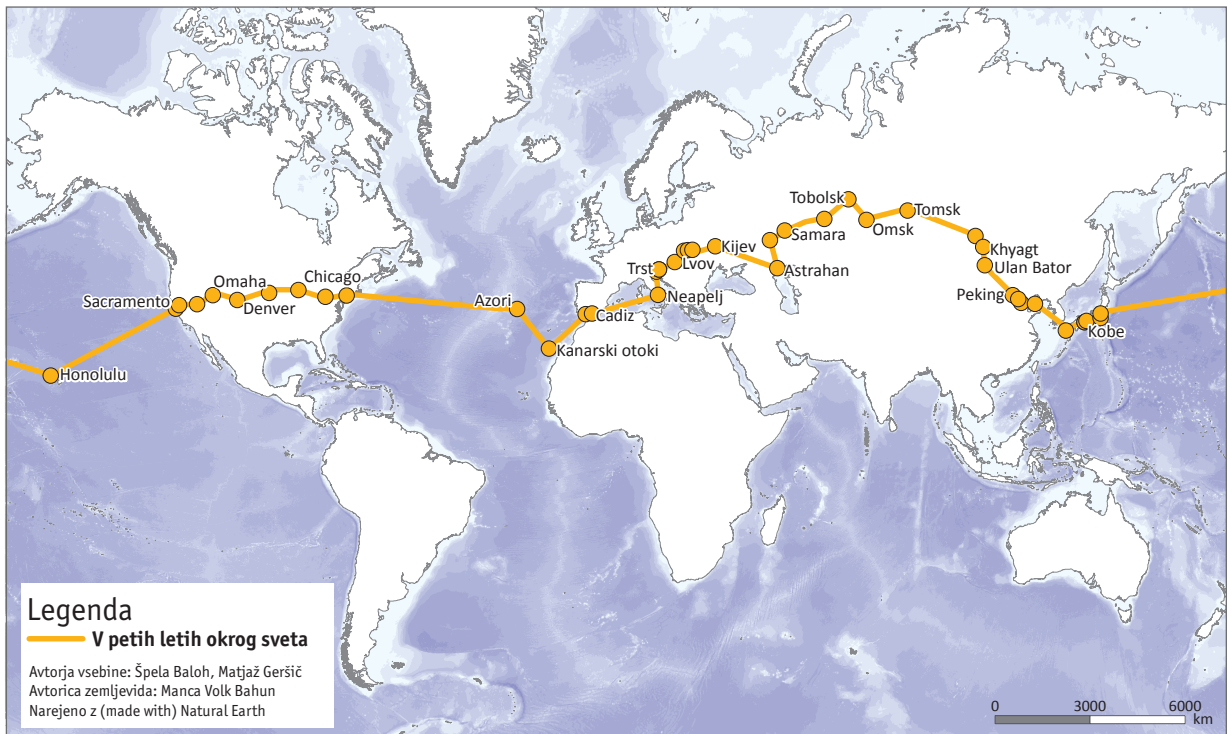 Tobolsk
Tomsk
Omsk
Samara
Kijev
Khyagt
Lvov
Trst
Astrahan
Ulan Bator
Omaha
Chicago
Sacramento
Denver
Azori
Neapelj
Peking
Cadiz
Kobe
Kanarski otoki
Honolulu
Legenda
V petih letih okrog sveta
Avtorja vsebine: Špela Baloh, Matjaž Geršič
Avtorica zemljevida: Manca Volk Bahun
Narejeno z (made with) Natural Earth
0 3000 6000
km